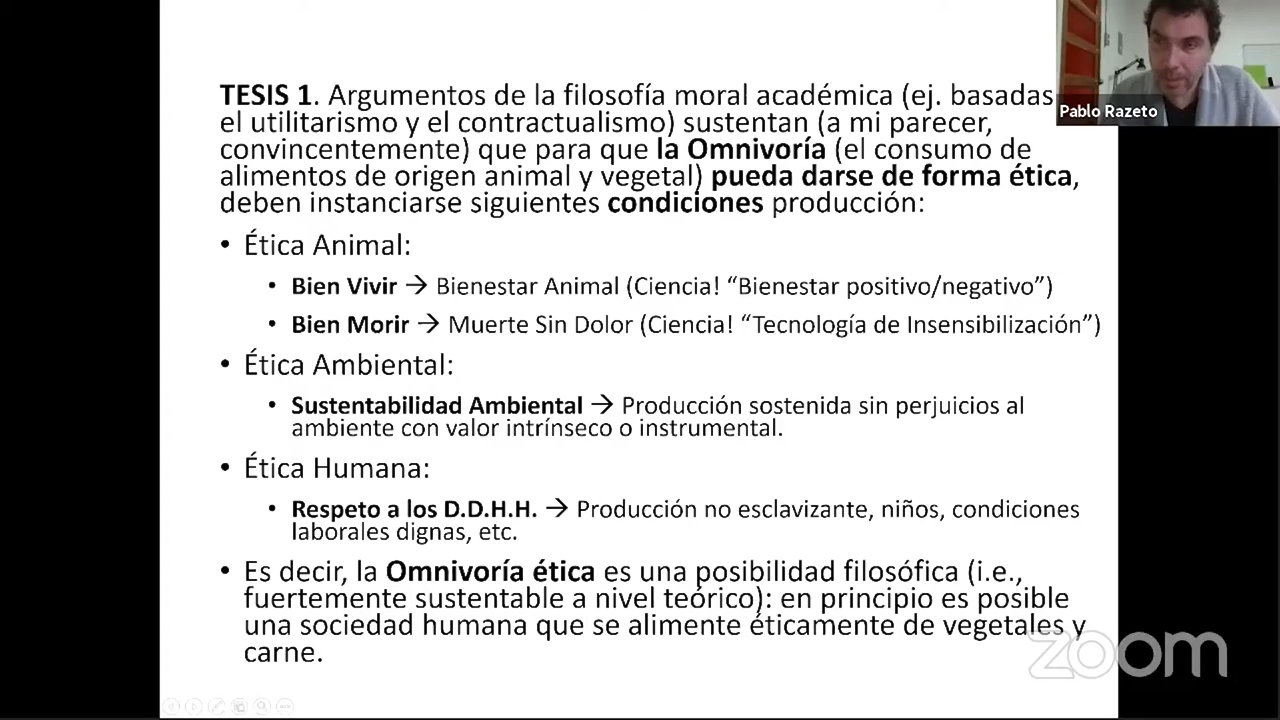 TESIS 1. Argumentos de la filosofía moral académica (ej. basadas
el utilitarismo y el contractualismo) sustentan (a mi parecer,
convincentemente) que para que la Omnivoría (el consumo de
alimentos de origen animal y vegetal) pueda darse de forma ética,
deben instanciarse siguientes condiciones producción:
• Ética Animal:
• Bien Vivir → Bienestar Animal (Ciencia! “Bienestar positivo/negativo”)
• Bien Morir → Muerte Sin Dolor (Ciencia! “Tecnología de Insensibilización”)
• Ética Ambiental:
• Sustentabilidad Ambiental → Producción sostenida sin perjuicios al
ambiente con valor intrínseco o instrumental.
• Ética Humana:
• Respeto a los D.D.H.H. → Producción no esclavizante, niños, condiciones
laborales dignas, etc.
• Es decir, la Omnivoría ética es una posibilidad filosófica (i.e.,
fuertemente sustentable a nivel teórico): en principio es posible
una sociedad humana que se alimente éticamente de vegetales y
carne.
Pablo Razeto
zoom